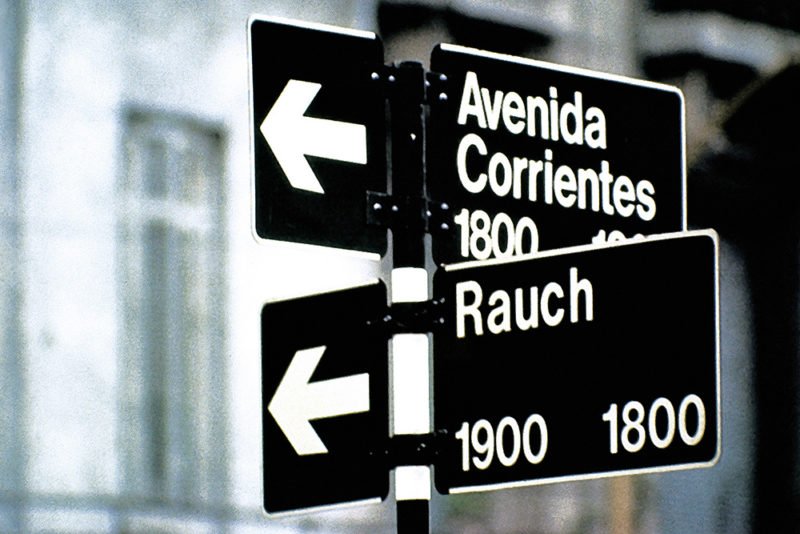 Avenida
Corrientes
1800
Rauch
1900 1800